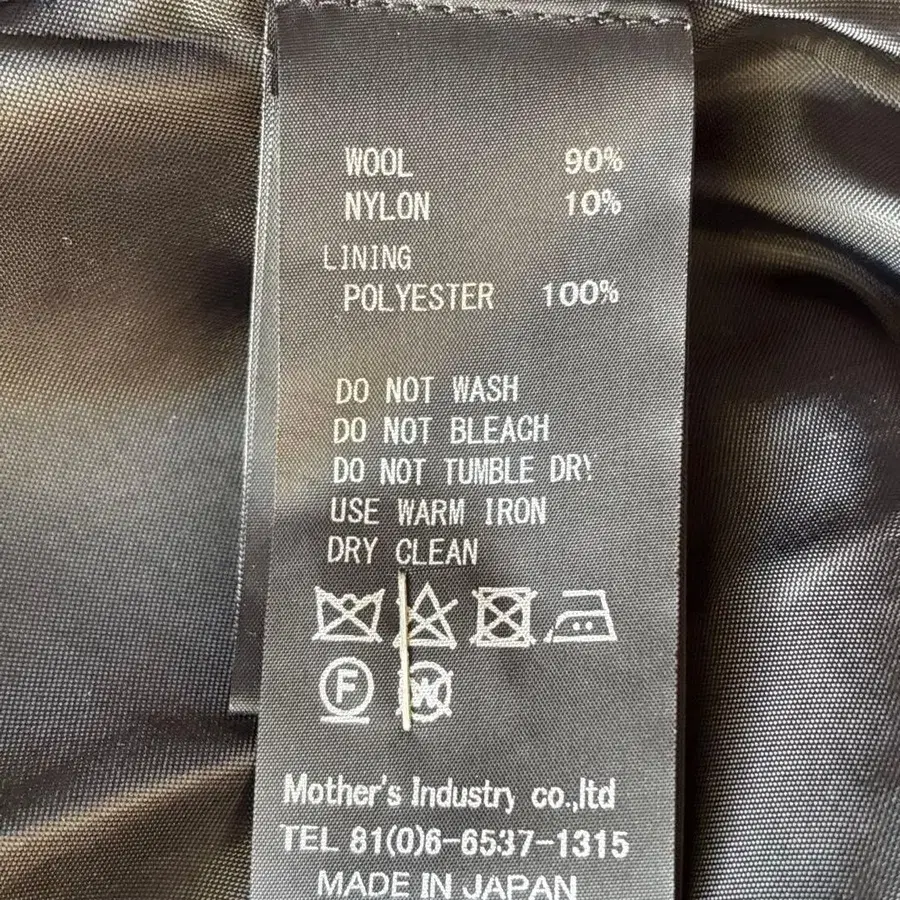 WOOL 90%
NYLON 10%
LINING
POLYESTER 100%
DO NOT WASH
DO NOT BLEACH
DO NOT TUMBLE DRY
USE WARM IRON
DRY CLEAN
F W
Mother's Industry co.,ltd
TEL 81(0)6-6537-1315
MADE IN JAPAN